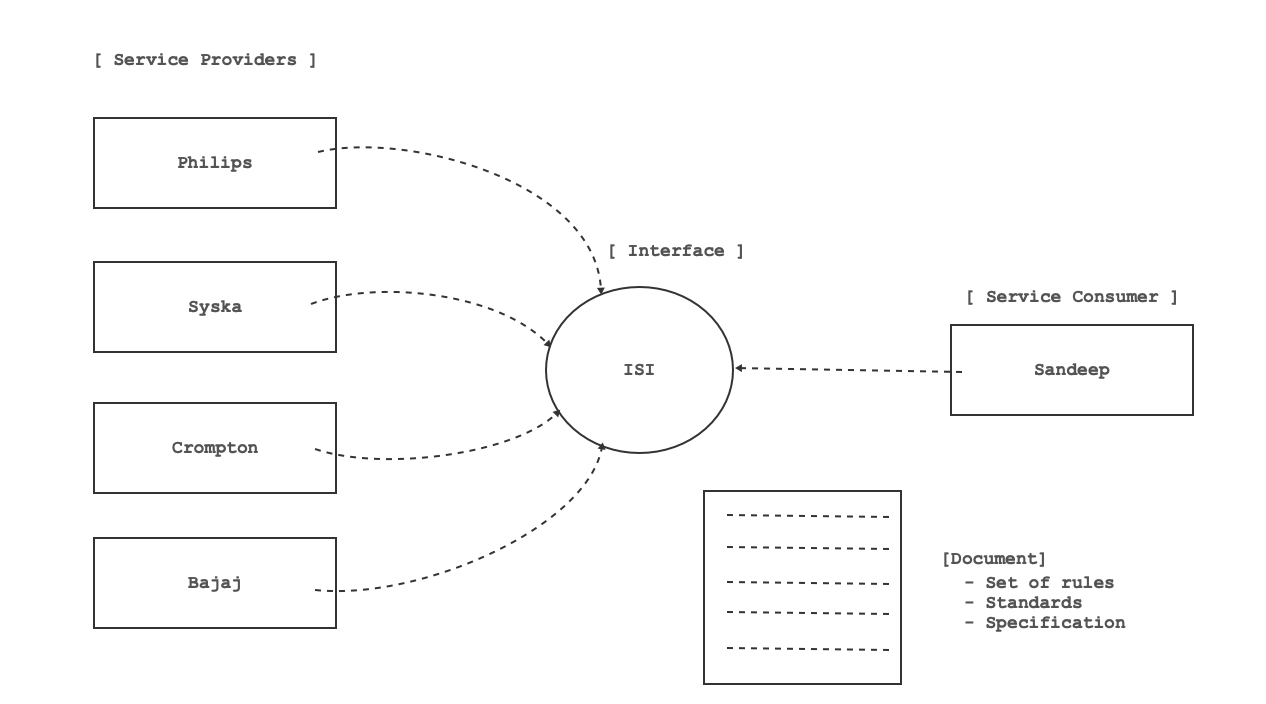 [ Service Providers ]
Philips
[ Interface ]
[ Service Consumer ]
Syska
ISI
Sandeep
Crompton
Bajaj
[Document]
- Set of rules
- Standards
- Specification